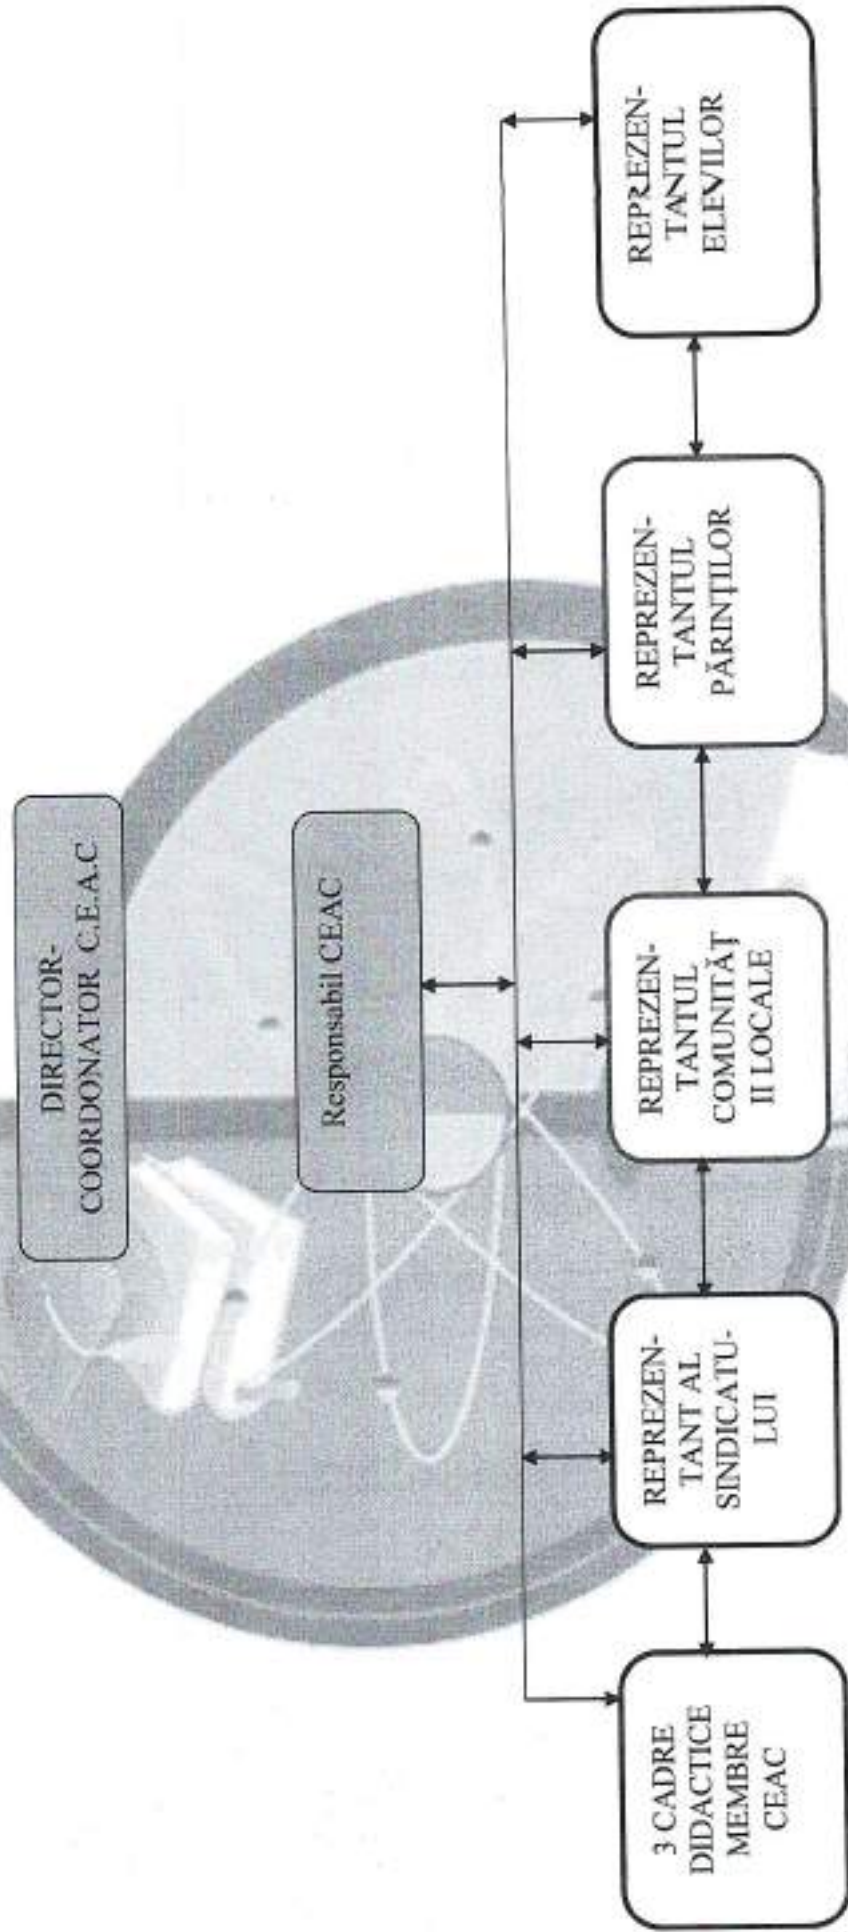 DIRECTOR-
COORDONATOR C.E.A.C
Responsabil CEAC
3 CADRE
DIDACTICE
MEMBRE
CEAC
REPREZEN-
TANT AL
SINDICATU-
LUI
REPREZEN-
TANTUL
COMUNITĂȚ
II LOCALE
REPREZEN-
TANTUL
PĂRINȚILOR
REPREZEN-
TANTUL
ELEVILOR